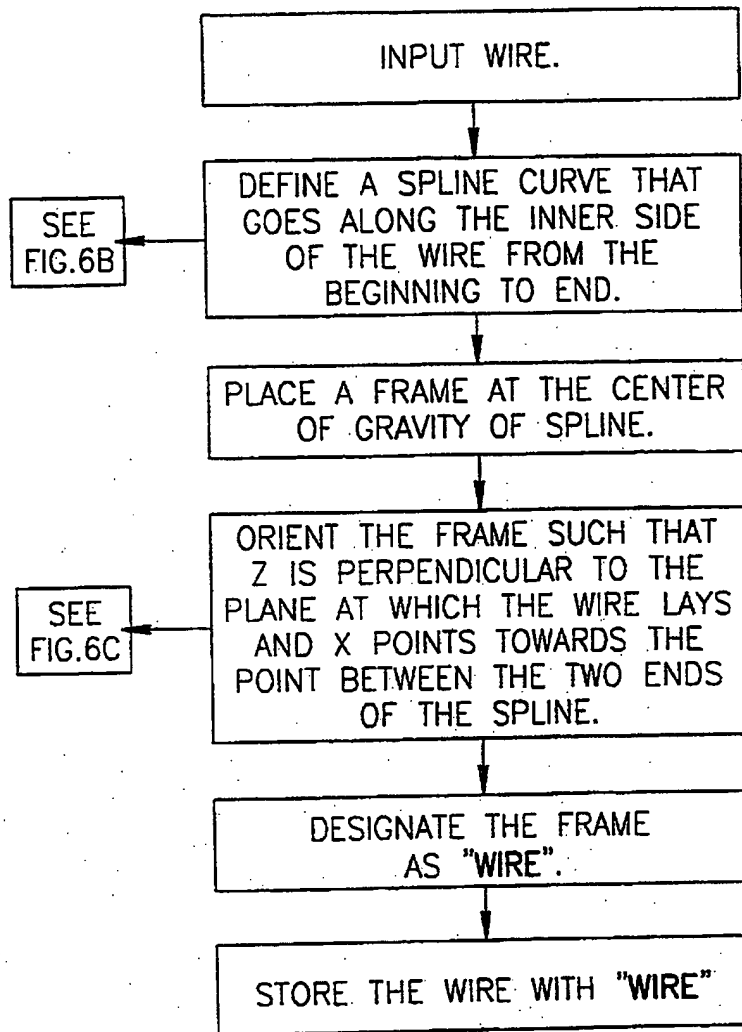 INPUT WIRE.
DEFINE A SPLINE CURVE THAT
GOES ALONG THE INNER SIDE
OF THE WIRE FROM THE
BEGINNING TO END.
SEE
FIG.6B
PLACE A FRAME AT THE CENTER
OF GRAVITY OF SPLINE.
ORIENT THE FRAME SUCH THAT
Z IS PERPENDICULAR TO THE
PLANE AT WHICH THE WIRE LAYS
AND X POINTS TOWARDS THE
POINT BETWEEN THE TWO ENDS
OF THE SPLINE.
SEE
FIG.6C
DESIGNATE THE FRAME
AS "WIRE".
STORE THE WIRE WITH "WIRE"